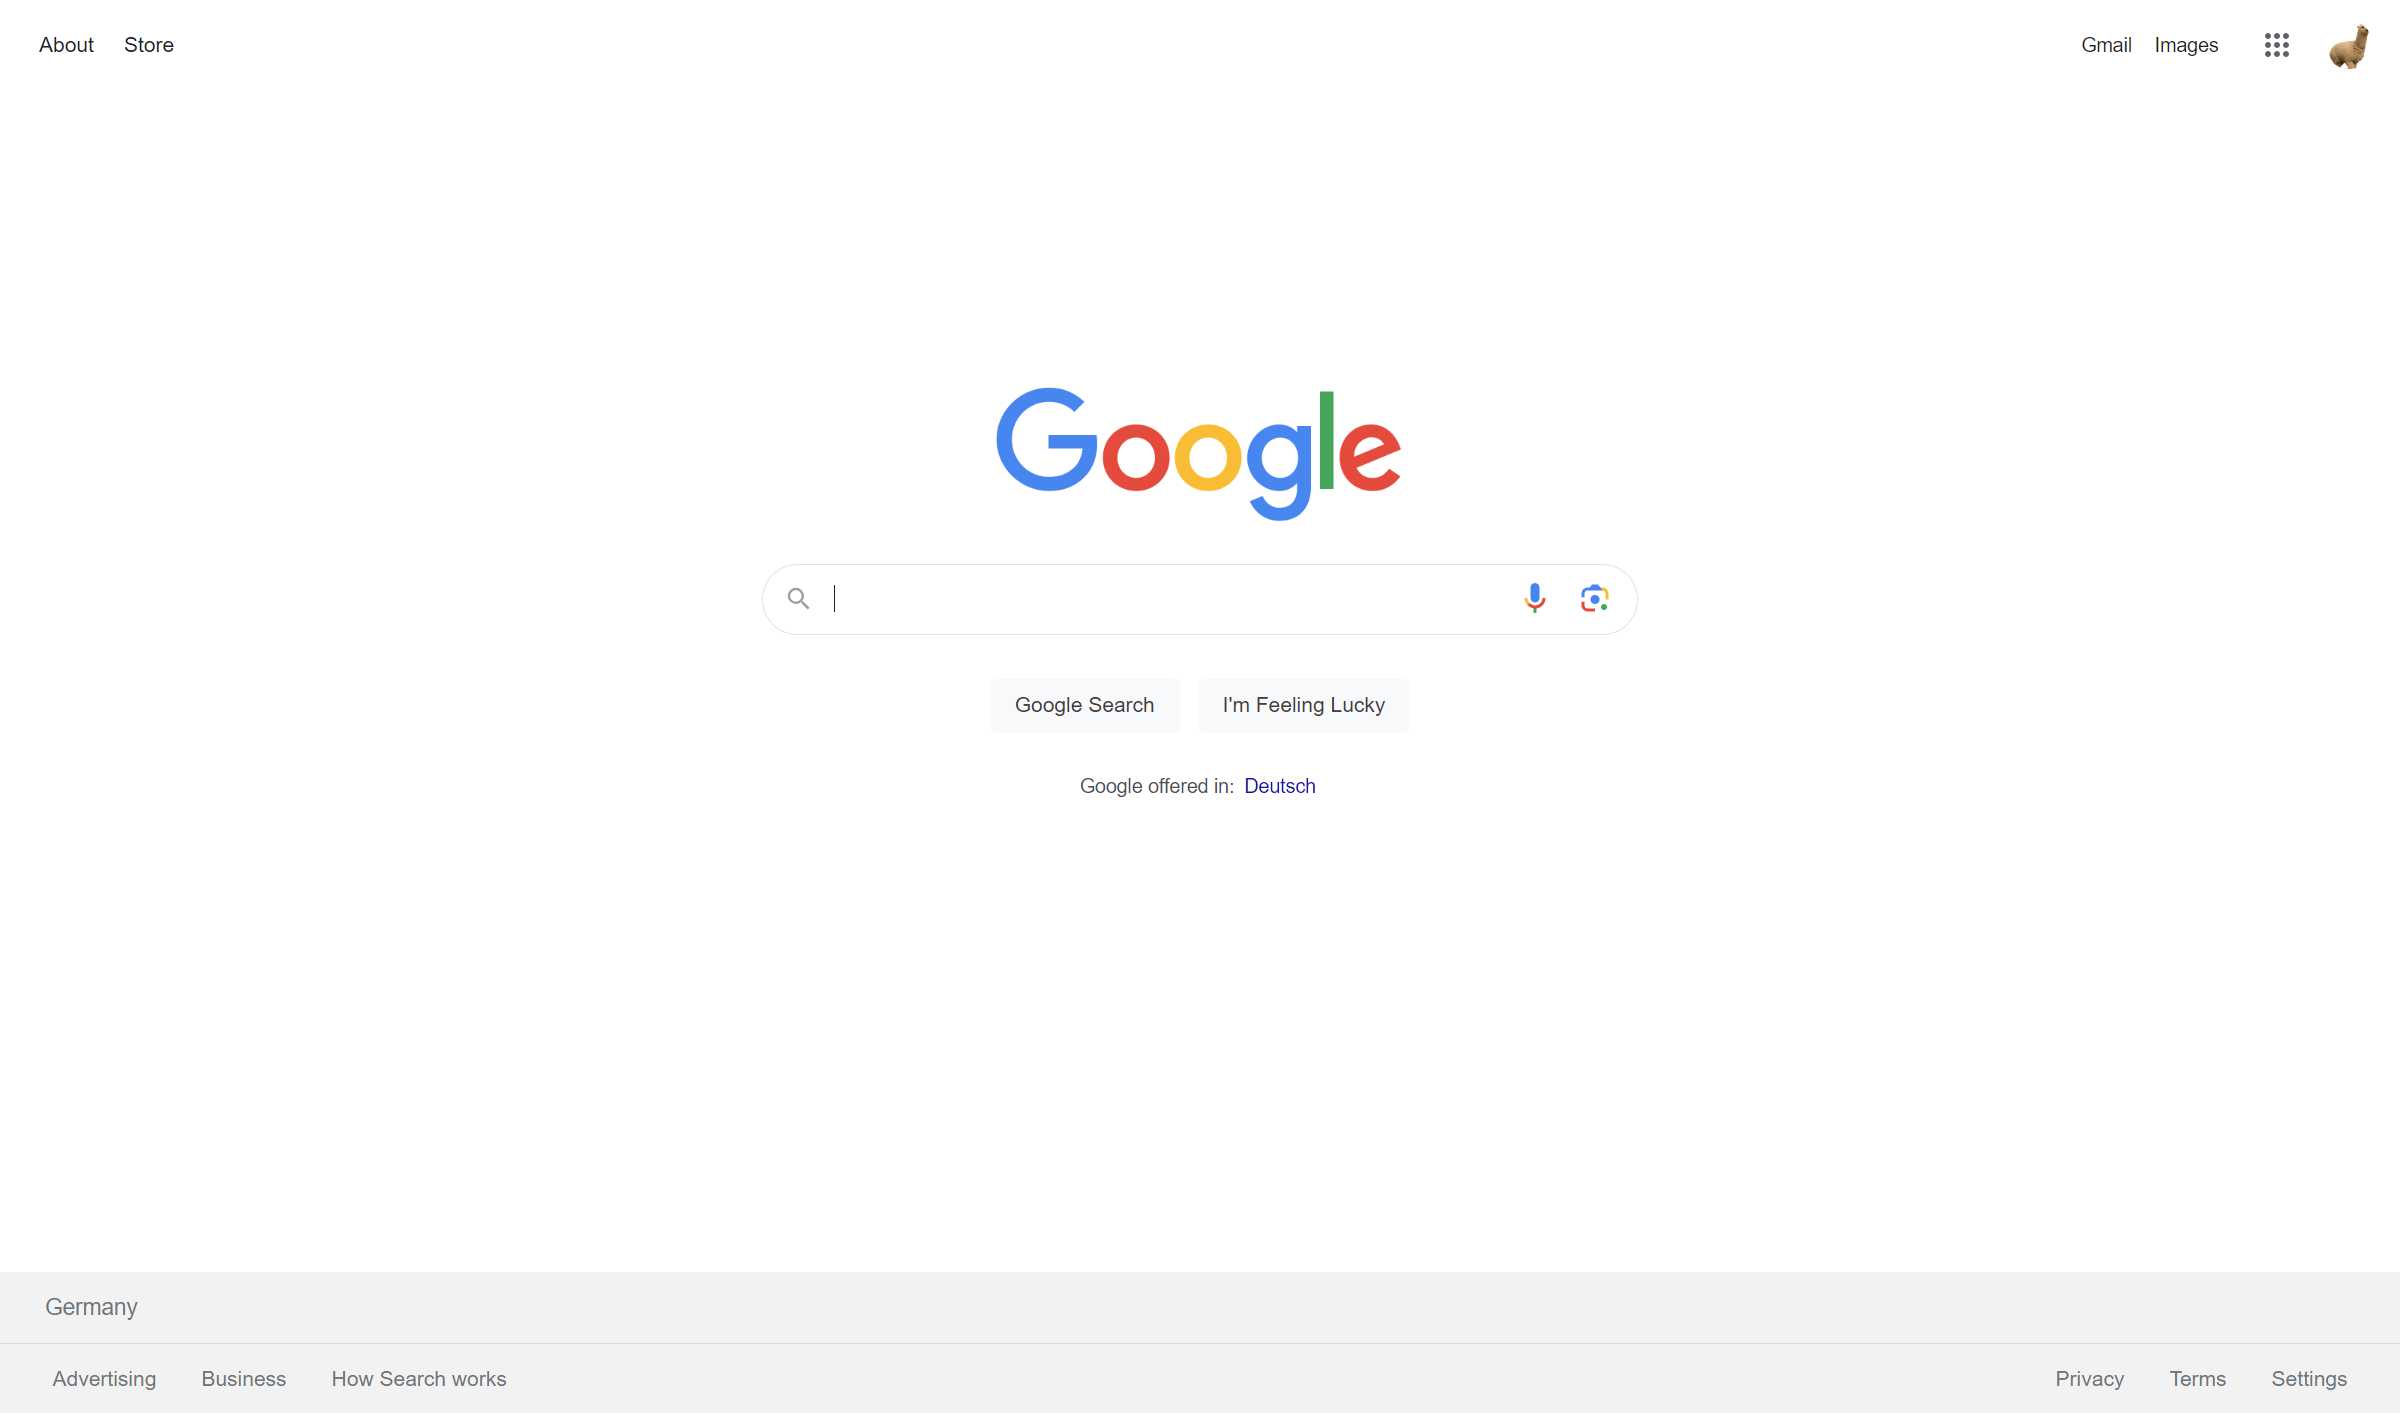 About Store Gmail Images
Google
Google Search I'm Feeling Lucky
Google offered in: Deutsch
Germany
Advertising Business How Search works Privacy Terms Settings